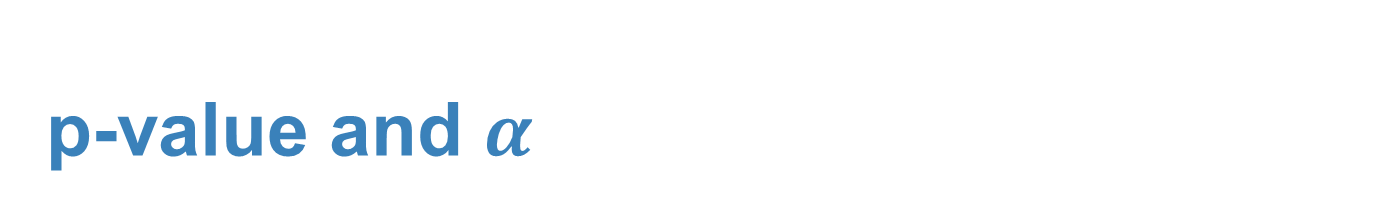 p-value and 𝜶